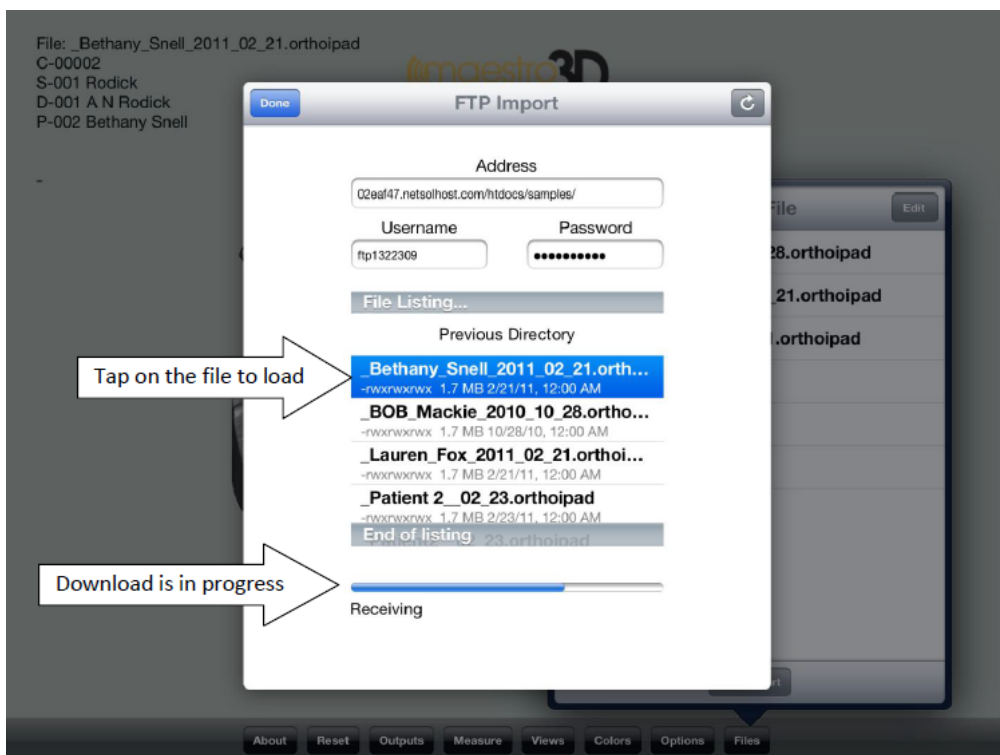 File: _Bethany_Snell_2011_02_21.orthoipad
C-00002
S-001 Rodick
D-001 A N Rodick
P-002 Bethany Snell
-
maestro3D
Done
FTP Import
Address
02eaf47.netsolhost.com/htdocs/samples/
Username
Password
ftp1322309
••••••••••
File Listing...
Previous Directory
_Bethany_Snell_2011_02_21.orth...
-rwxrwxrwx 1.7 MB 2/21/11, 12:00 AM
_BOB_Mackie_2010_10_28.ortho...
-rwxrwxrwx 1.7 MB 10/28/10, 12:00 AM
_Lauren_Fox_2011_02_21.orthoi...
-rwxrwxrwx 1.7 MB 2/21/11, 12:00 AM
_Patient 2__02_23.orthoipad
-rwxrwxrwx 1.7 MB 2/23/11, 12:00 AM
End of listing
23.orthoipad
Receiving
Tap on the file to load
Download is in progress
File
Edit
28.orthoipad
_21.orthoipad
.orthoipad
About Reset Outputs Measure Views Colors Options Files